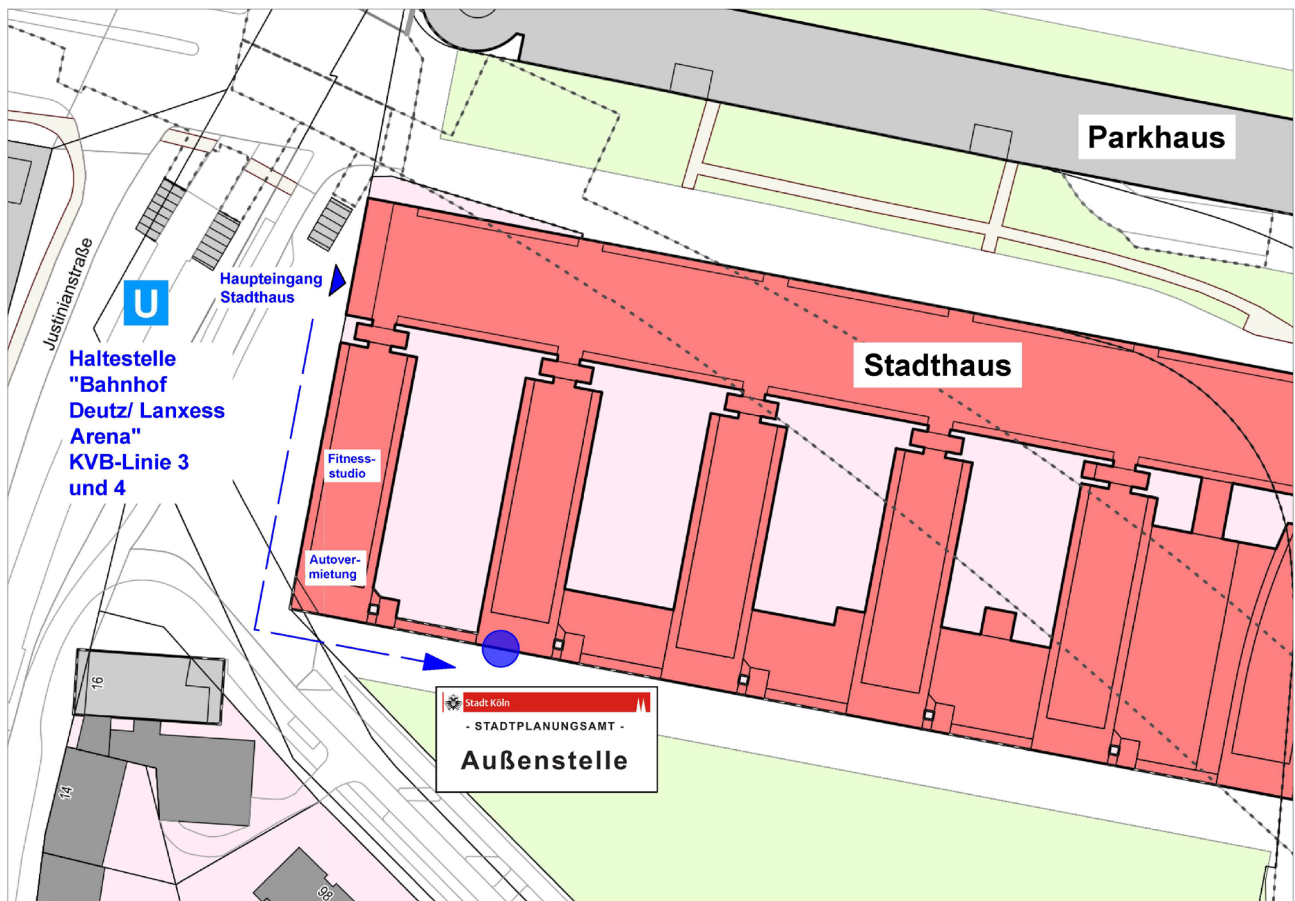 Parkhaus
Justinianstraße
Haupteingang
Stadthaus
U
Haltestelle
"Bahnhof
Deutz/ Lanxess
Arena"
KVB-Linie 3
und 4
Stadthaus
Fitness-
studio
Autover-
mietung
16
14
98
Stadt Köln
- STADTPLANUNGSAMT -
Außenstelle